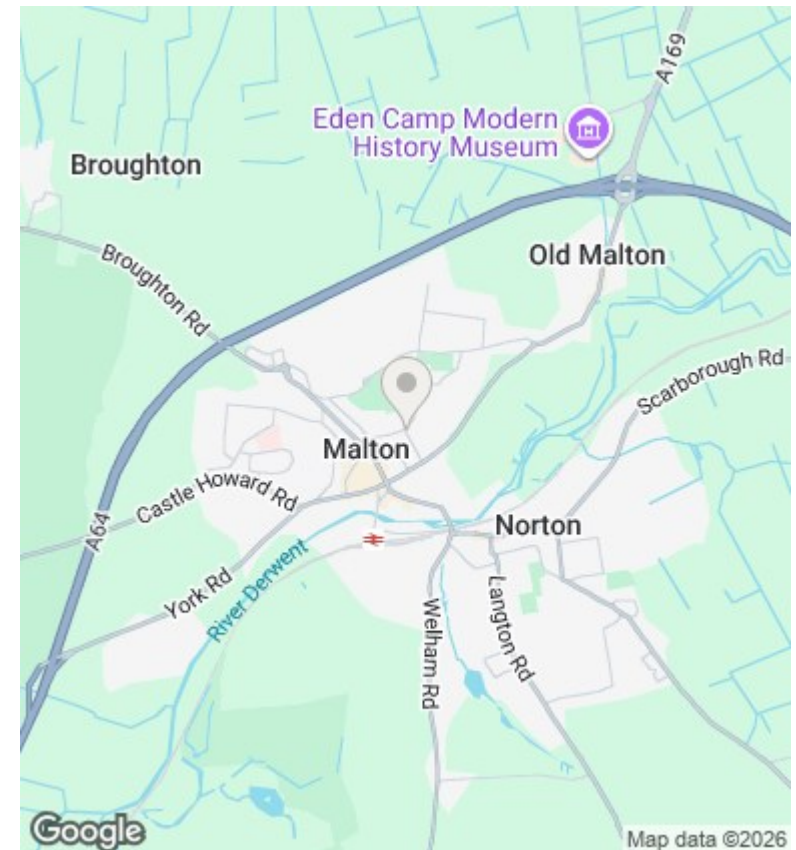 A169
Eden Camp Modern
History Museum
Broughton
Old Malton
Broughton Rd
Scarborough Rd
Malton
Castle Howard Rd
A64
Norton
York Rd
River Derwent
Langton Rd
Welham Rd
Google
Map data ©2026